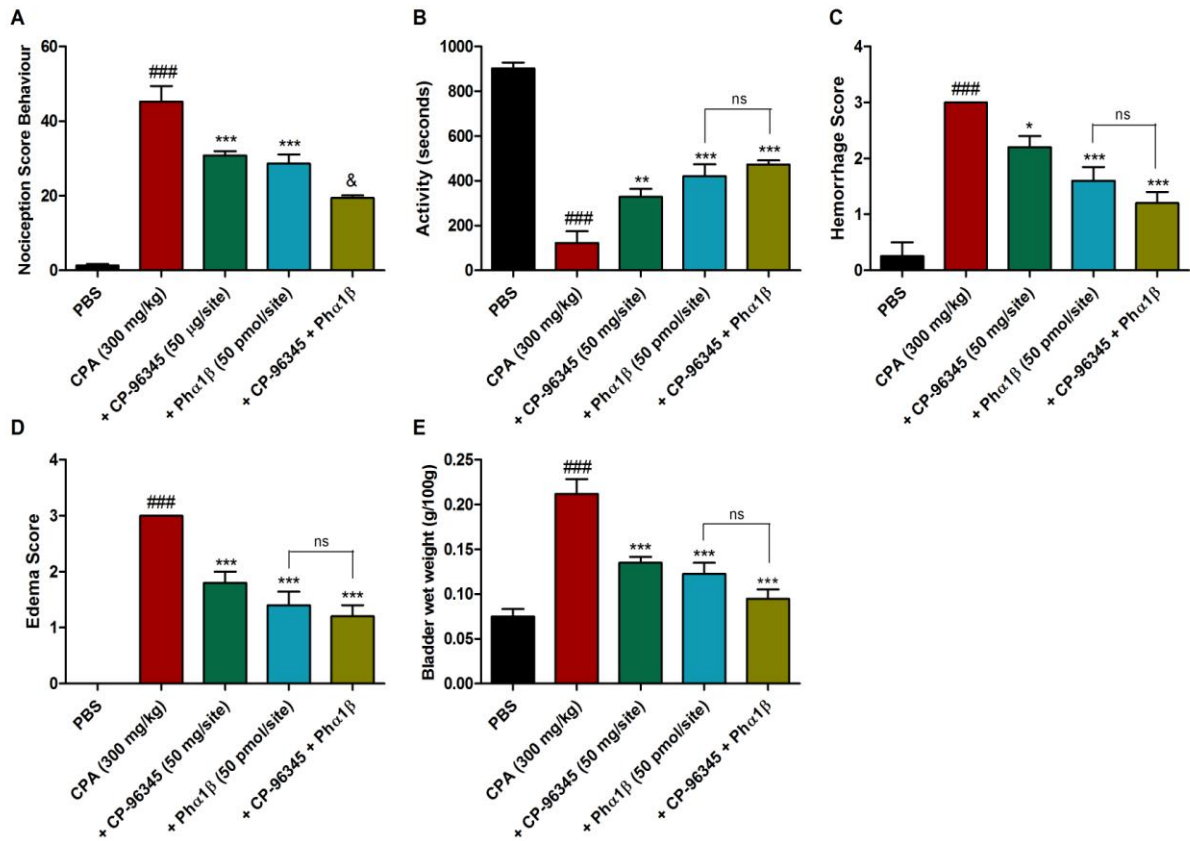 A
Nociception Score Behaviour
60
40
20
0
###
***
***
&
PBS
CPA (300 mg/kg)
+ CP-96345 (50 μg/site)
+ Phα1β (50 pmol/site)
+ CP-96345 + Phα1β
B
Activity (seconds)
1000
800
600
400
200
0
###
**
***
***
ns
PBS
CPA (300 mg/kg)
+ CP-96345 (50 mg/site)
+ Phα1β (50 pmol/site)
+ CP-96345 + Phα1β
C
Hemorrhage Score
4
3
2
1
0
###
*
***
***
ns
PBS
CPA (300 mg/kg)
+ CP-96345 (50 mg/site)
+ Phα1β (50 pmol/site)
+ CP-96345 + Phα1β
D
Edema Score
4
3
2
1
0
###
***
***
***
ns
PBS
CPA (300 mg/kg)
+ CP-96345 (50 mg/site)
+ Phα1β (50 pmol/site)
+ CP-96345 + Phα1β
E
Bladder wet weight (g/100g)
0.25
0.20
0.15
0.10
0.05
0.00
###
***
***
***
ns
PBS
CPA (300 mg/kg)
+ CP-96345 (50 mg/site)
+ Phα1β (50 pmol/site)
+ CP-96345 + Phα1β